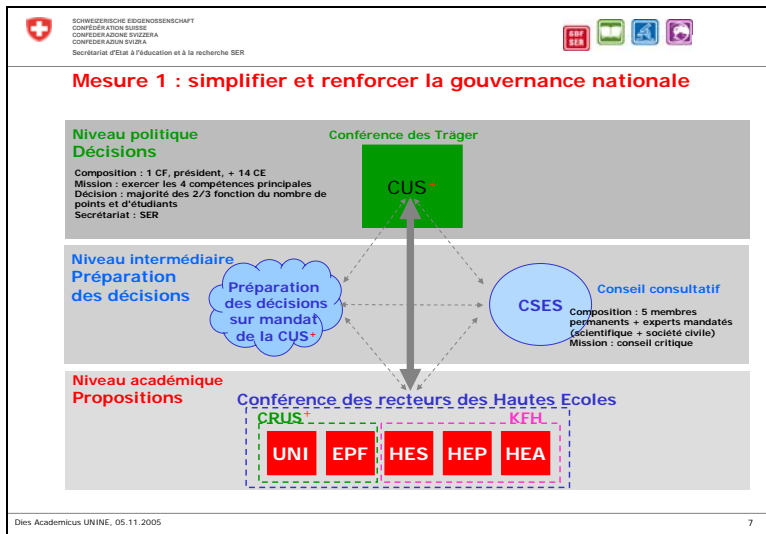 SCHWEIZERISCHE EIDGENOSSENSCHAFT
CONFÉDÉRATION SUISSE
CONFEDERAZIONE SVIZZERA
CONFEDERAZIUN SVIZRA
Secrétariat d'Etat à l'éducation et à la recherche SER
SBF
SER
Mesure 1 : simplifier et renforcer la gouvernance nationale
Niveau politique
Décisions
Composition : 1 CF, président, + 14 CE
Mission : exercer les 4 compétences principales
Décision : majorité des 2/3 fonction du nombre de
points et d'étudiants
Secrétariat : SER
Conférence des Träger
CUS+
Niveau intermédiaire
Préparation
des décisions
Préparation
des décisions
sur mandat
de la CUS+
CSES
Conseil consultatif
Composition : 5 membres
permanents + experts mandatés
(scientifique + société civile)
Mission : conseil critique
Niveau académique
Propositions
Conférence des recteurs des Hautes Ecoles
CRUS+
KFH
UNI
EPF
HES
HEP
HEA
Dies Academicus UNINE, 05.11.2005
7